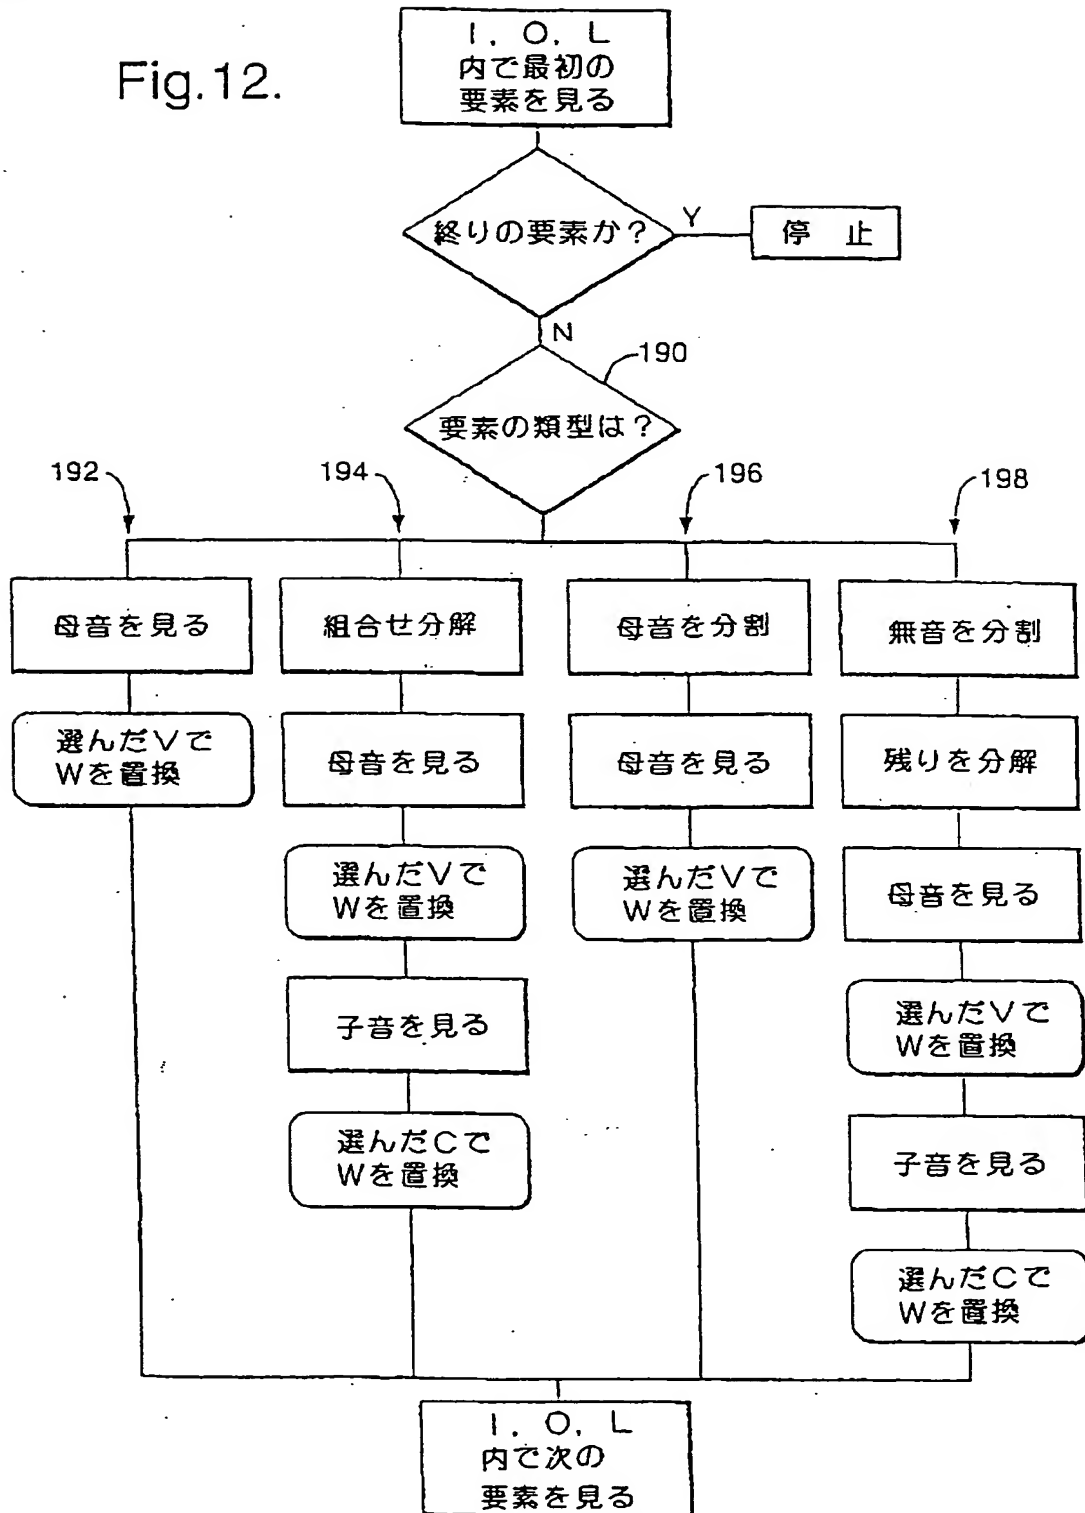 Fig.12.
I, O, L
内で最初の
要素を見る
終りの要素か?
Y
停 止
N
190
要素の類型は?
192
194
196
198
母音を見る
選んだVで
Wを置換
組合せ分解
母音を見る
選んだVで
Wを置換
子音を見る
選んだCで
Wを置換
母音を分割
母音を見る
選んだVで
Wを置換
無音を分割
残りを分解
母音を見る
選んだVで
Wを置換
子音を見る
選んだCで
Wを置換
I, O, L
内で次の
要素を見る